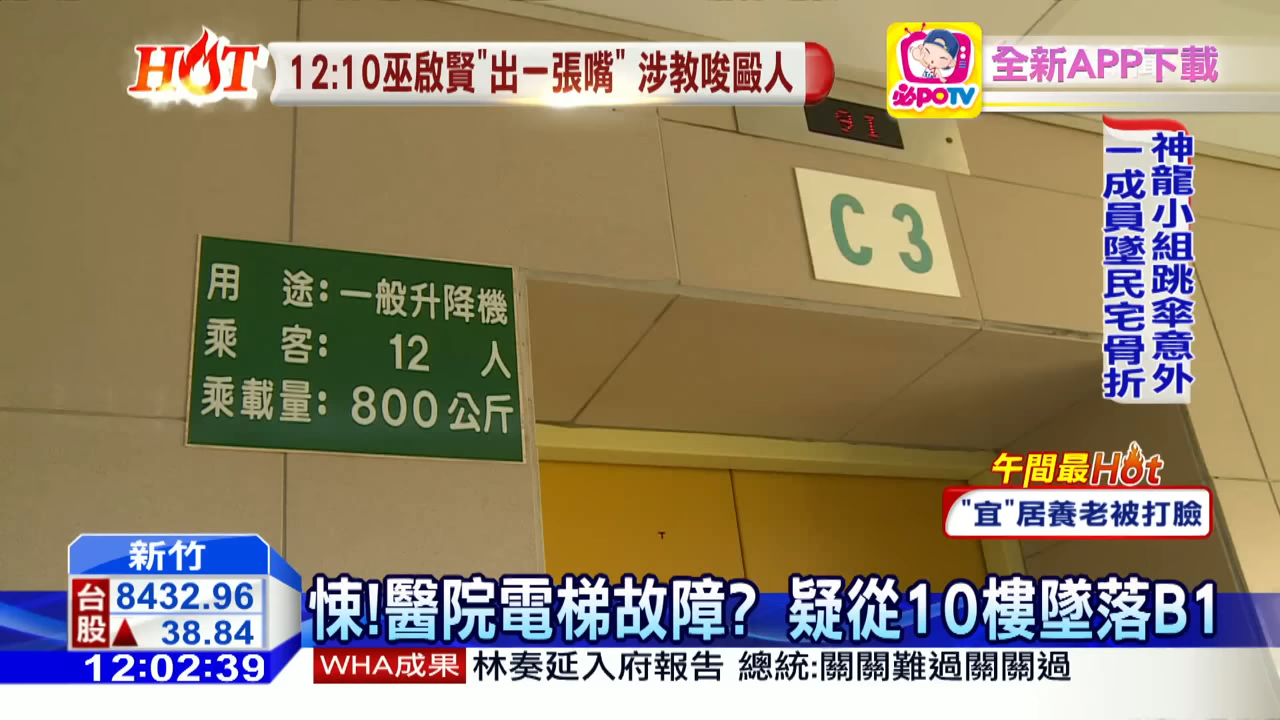 HOT
12:10巫啟賢"出一張嘴" 涉教唆毆人
必POTV
全新APP下載
神龍小組跳傘意外
一成員墜民宅骨折
C3
用 途:一般升降機
乘 客: 12 人
乘載量: 800公斤
午間最Hot
"宜"居養老被打臉
新竹
台股 8432.96
▲ 38.84
12:02:39
悚!醫院電梯故障? 疑從10樓墜落B1
WHA成果 林奏延入府報告 總統:關關難過關關過